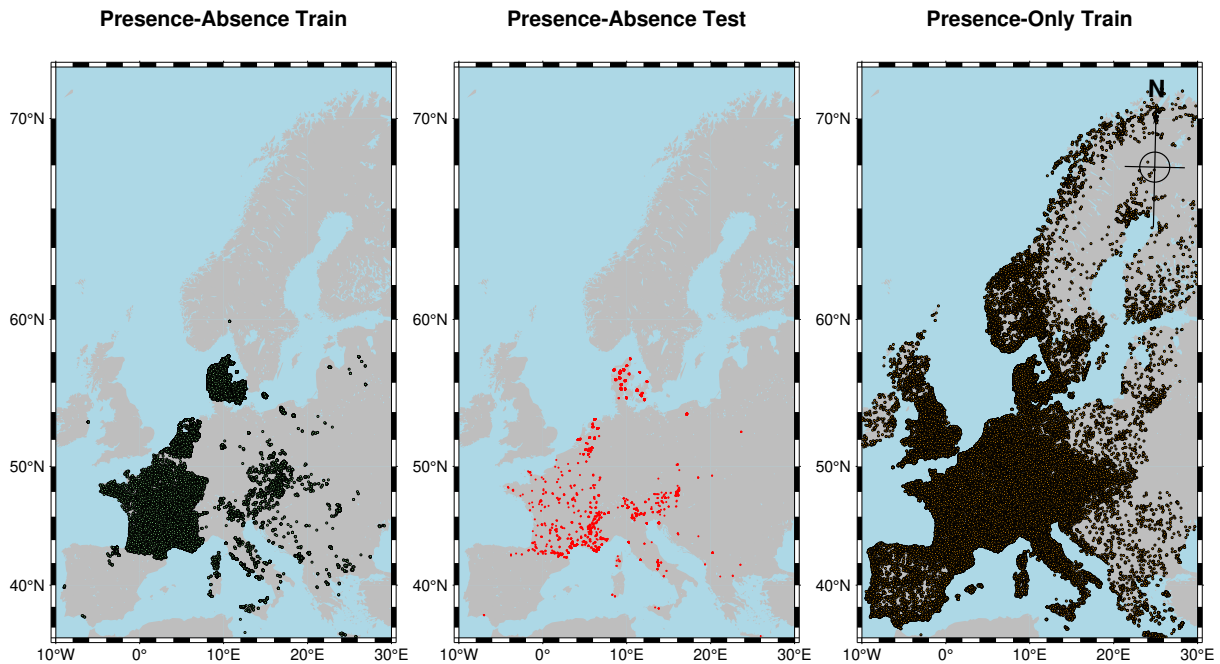 Presence-Absence Train
Presence-Absence Test
Presence-Only Train
N
70°N
60°N
50°N
40°N
10°W 0° 10°E 20°E 30°E
70°N
60°N
50°N
40°N
10°W 0° 10°E 20°E 30°E
70°N
60°N
50°N
40°N
10°W 0° 10°E 20°E 30°E